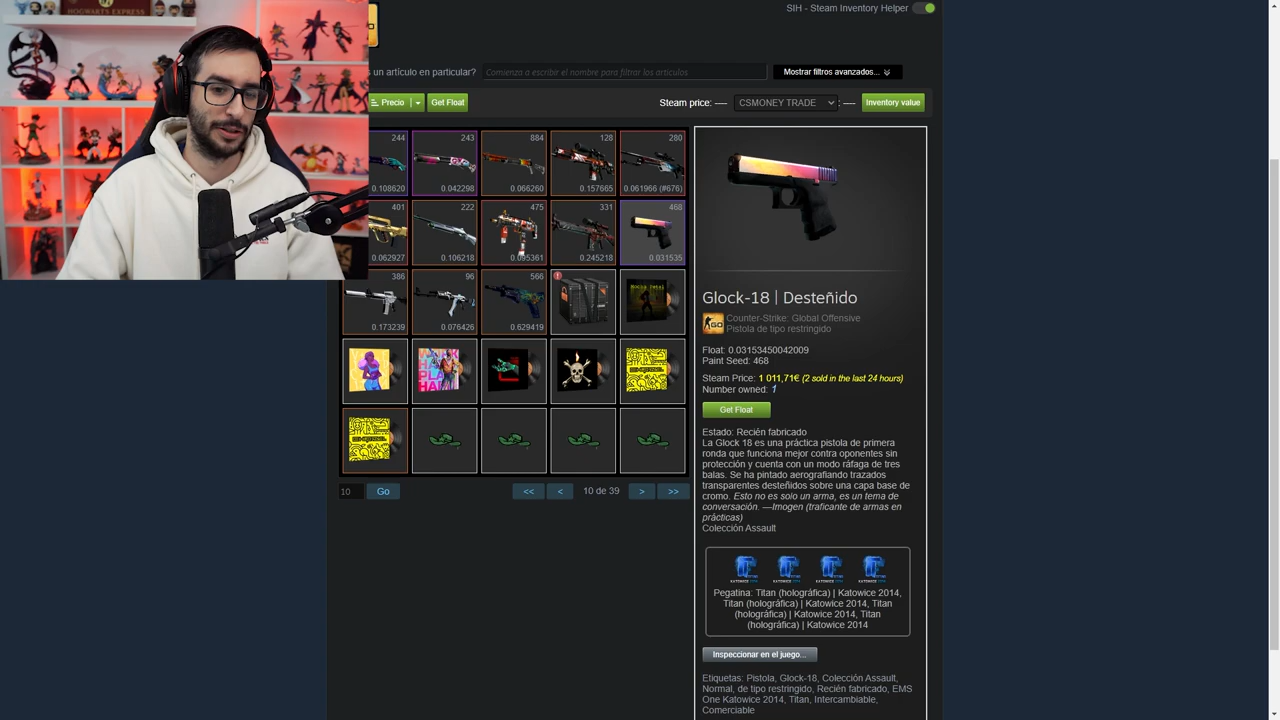 HOGWARTS EXPRESS
SIH - Steam Inventory Helper
un artículo en particular?
Comienza a escribir el nombre para filtrar los artículos
Mostrar filtros avanzados...
Precio
Get Float
Steam price: ----
CSMONEY TRADE
: ----
Inventory value
244
243
884
128
280
0.108620
0.042298
0.066260
0.157665
0.061966 (#676)
401
222
475
331
468
0.062927
0.106218
0.095361
0.245218
0.031535
386
96
566
0.173239
0.076426
0.629419
10
Go
<<
<
10 de 39
>
>>
Glock-18 | Desteñido
Counter-Strike: Global Offensive
Pistola de tipo restringido
Float: 0.03153450042009
Paint Seed: 468
Steam Price: 1 011,71€ (2 sold in the last 24 hours)
Number owned: 1
Get Float
Estado: Recién fabricado
La Glock 18 es una práctica pistola de primera
ronda que funciona mejor contra oponentes sin
protección y cuenta con un modo ráfaga de tres
balas. Se ha pintado aerografiando trazados
transparentes desteñidos sobre una capa base de
cromo. Esto no es solo un arma, es un tema de
conversación. —Imogen (traficante de armas en
prácticas)
Colección Assault
Pegatina: Titan (holográfica) | Katowice 2014,
Titan (holográfica) | Katowice 2014, Titan
(holográfica) | Katowice 2014, Titan
(holográfica) | Katowice 2014
Inspeccionar en el juego...
Etiquetas: Pistola, Glock-18, Colección Assault,
Normal, de tipo restringido, Recién fabricado, EMS
One Katowice 2014, Titan, Intercambiable,
Comerciable